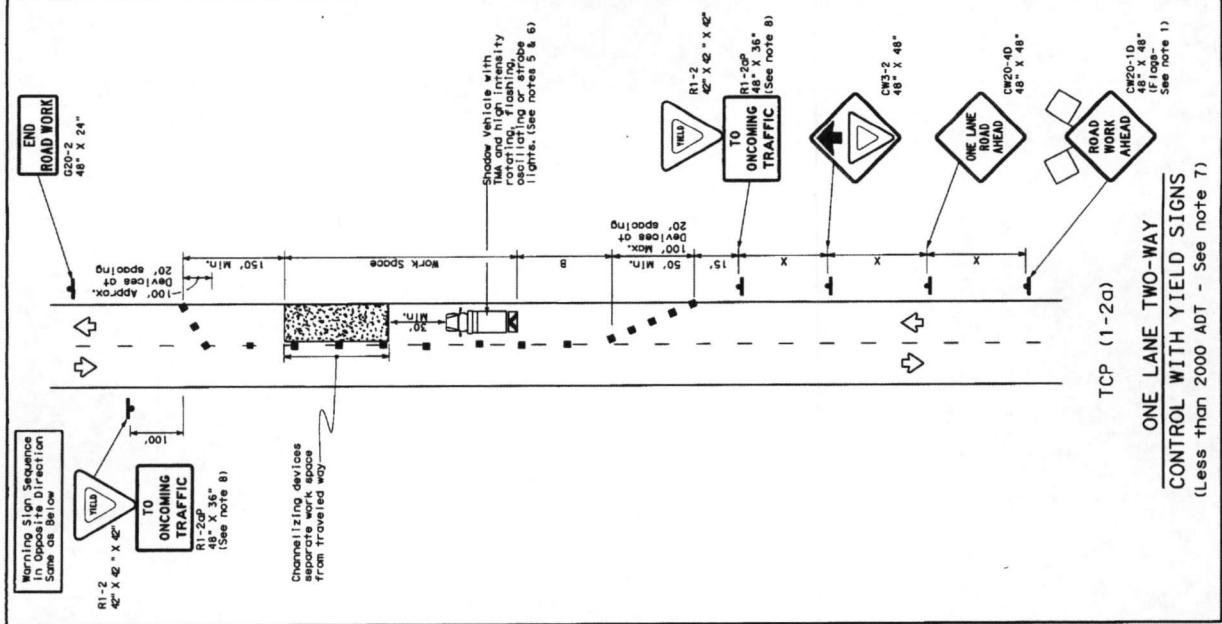 END
ROAD WORK
G20-2
48" X 24"
Warning Sign Sequence
in Opposite Direction
Same as Below
100' Approx.
Devices at
20' spacing
R1-2
42" X 42" X 42"
YIELD
TO
ONCOMING
TRAFFIC
R1-2aP
48" X 36"
(See note 8)
100'
150' Min.
Work Space
Channelizing devices
separate work space
from traveled way
30'
Min.
Shadow Vehicle with
TMA and high intensity
rotating, flashing,
oscillating or strobe
lights. (See notes 5 & 6)
B
50' Min.
100' Max.
Devices at
20' spacing
15'
YIELD
TO
ONCOMING
TRAFFIC
R1-2
42" X 42" X 42"
R1-2aP
48" X 36"
(See note 8)
X
CW3-2
48" X 48"
X
ONE LANE
ROAD
AHEAD
CW20-4D
48" X 48"
X
ROAD
WORK
AHEAD
CW20-1D
48" X 48"
(Flags-
See note 1)
TCP (1-2a)
ONE LANE TWO-WAY
CONTROL WITH YIELD SIGNS
(Less than 2000 ADT - See note 7)